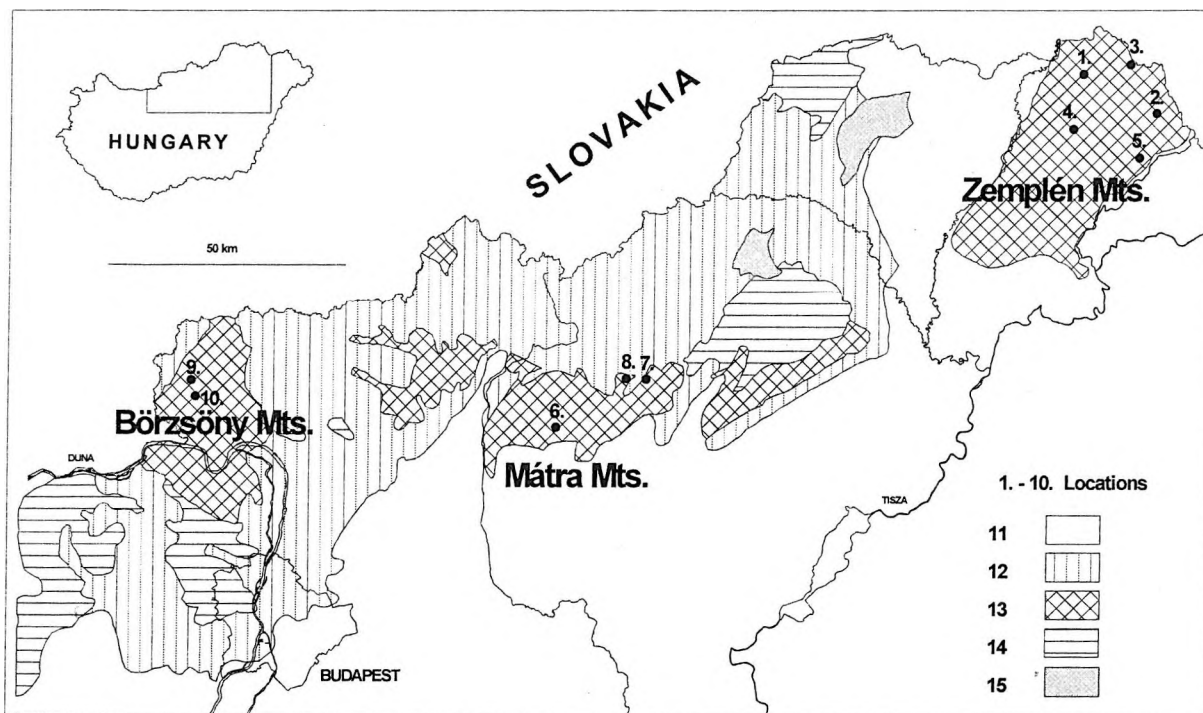 HUNGARY
SLOVAKIA
50 km
1.
3.
2.
4.
5.
Zemplén Mts.
9.
10.
Börzsöny Mts.
8.
7
6.
Mátra Mts.
DUNA
TISZA
BUDAPEST
1. - 10. Locations
11
12
13
14
15